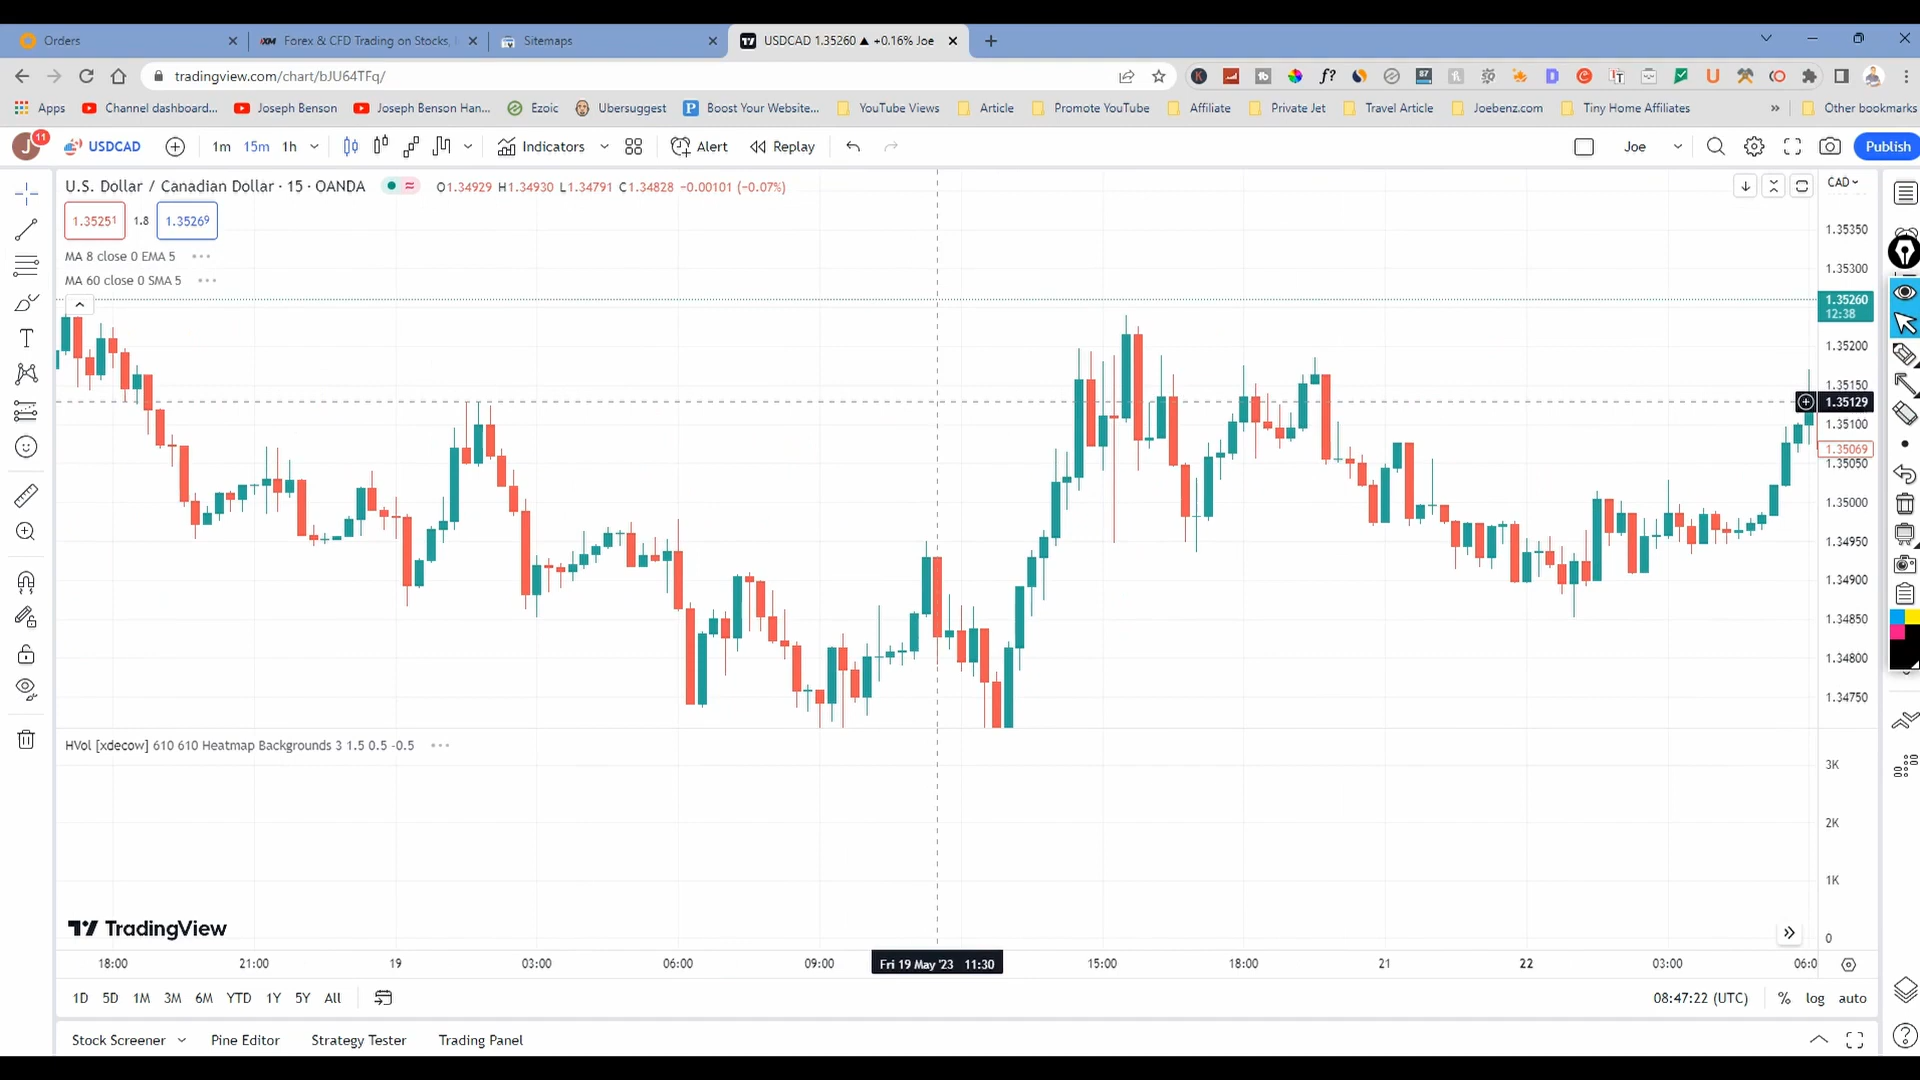 Orders
XM Forex & CFD Trading on Stocks,
Sitemaps
USDCAD 1.35260 ▲ +0.16% Joe
tradingview.com/chart/bJU64TFq/
Apps
Channel dashboard...
Joseph Benson
Joseph Benson Han...
Ezoic
Ubersuggest
Boost Your Website...
YouTube Views
Article
Promote YouTube
Affiliate
Private Jet
Travel Article
Joebenz.com
Tiny Home Affiliates
»
Other bookmarks
J 11 USDCAD 1m 15m 1h Indicators Alert Replay Joe Publish
U.S. Dollar / Canadian Dollar · 15 · OANDA O1.34929 H1.34930 L1.34791 C1.34828 −0.00101 (−0.07%)
CAD
1.35251 1.8 1.35269
MA 8 close 0 EMA 5 ···
MA 60 close 0 SMA 5 ···
1.35350
1.35300
1.35260
12:38
1.35200
1.35150
1.35129
1.35100
1.35069
1.35050
1.35000
1.34950
1.34900
1.34850
1.34800
1.34750
HVol [xdecow] 610 610 Heatmap Backgrounds 3 1.5 0.5 -0.5 ···
3K
2K
1K
0
TradingView
18:00 21:00 19 03:00 06:00 09:00 Fri 19 May '23 11:30 15:00 18:00 21 22 03:00 06:0
1D 5D 1M 3M 6M YTD 1Y 5Y All 08:47:22 (UTC) % log auto
Stock Screener Pine Editor Strategy Tester Trading Panel